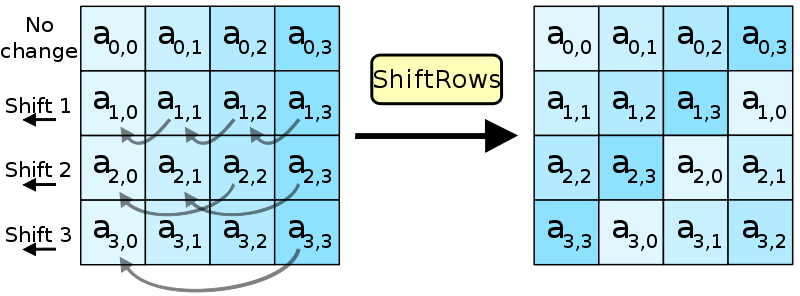 No
change
a0,0 a0,1 a0,2 a0,3
Shift 1
a1,0 a1,1 a1,2 a1,3
Shift 2
a2,0 a2,1 a2,2 a2,3
Shift 3
a3,0 a3,1 a3,2 a3,3
ShiftRows
a0,0 a0,1 a0,2 a0,3
a1,1 a1,2 a1,3 a1,0
a2,2 a2,3 a2,0 a2,1
a3,3 a3,0 a3,1 a3,2